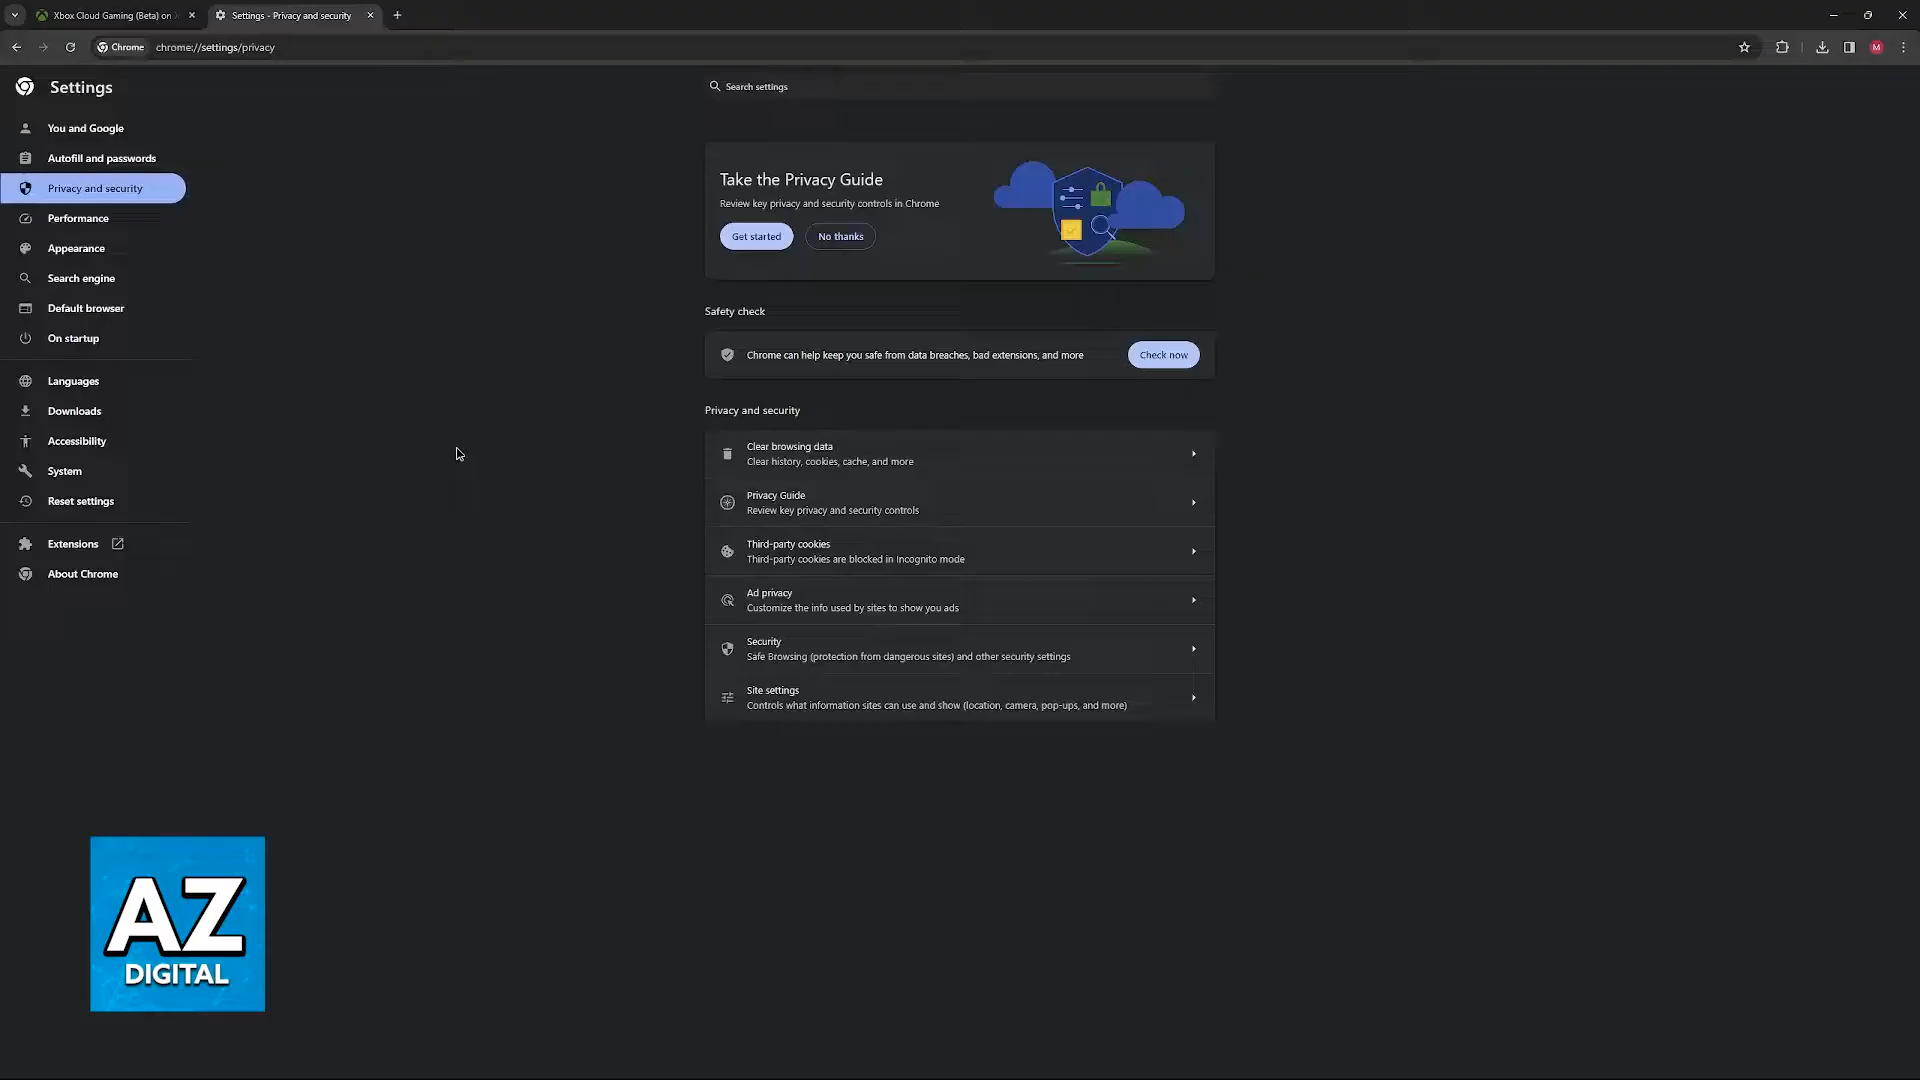 Xbox Cloud Gaming (Beta) on
Settings - Privacy and security
Chrome
chrome://settings/privacy
M
Settings
Search settings
You and Google
Autofill and passwords
Privacy and security
Performance
Appearance
Search engine
Default browser
On startup
Languages
Downloads
Accessibility
System
Reset settings
Extensions
About Chrome
Take the Privacy Guide
Review key privacy and security controls in Chrome
Get started
No thanks
Safety check
Chrome can help keep you safe from data breaches, bad extensions, and more
Check now
Privacy and security
Clear browsing data
Clear history, cookies, cache, and more
Privacy Guide
Review key privacy and security controls
Third-party cookies
Third-party cookies are blocked in Incognito mode
Ad privacy
Customize the info used by sites to show you ads
Security
Safe Browsing (protection from dangerous sites) and other security settings
Site settings
Controls what information sites can use and show (location, camera, pop-ups, and more)
AZ
DIGITAL